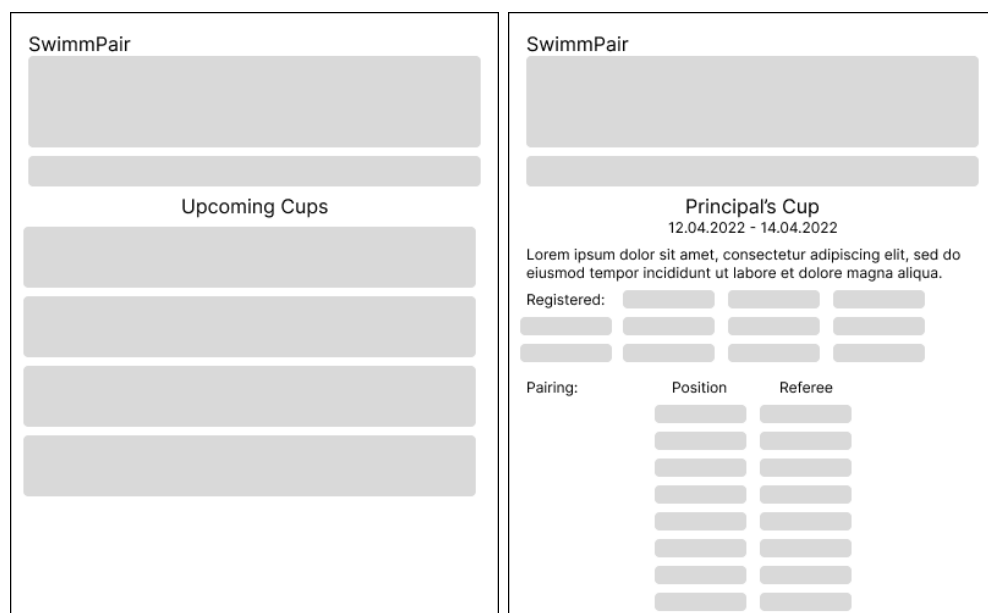 SwimmPair
Upcoming Cups
SwimmPair
Principal’s Cup
12.04.2022 - 14.04.2022
Lorem ipsum dolor sit amet, consectetur adipiscing elit, sed do
eiusmod tempor incididunt ut labore et dolore magna aliqua.
Registered:
Pairing: Position Referee